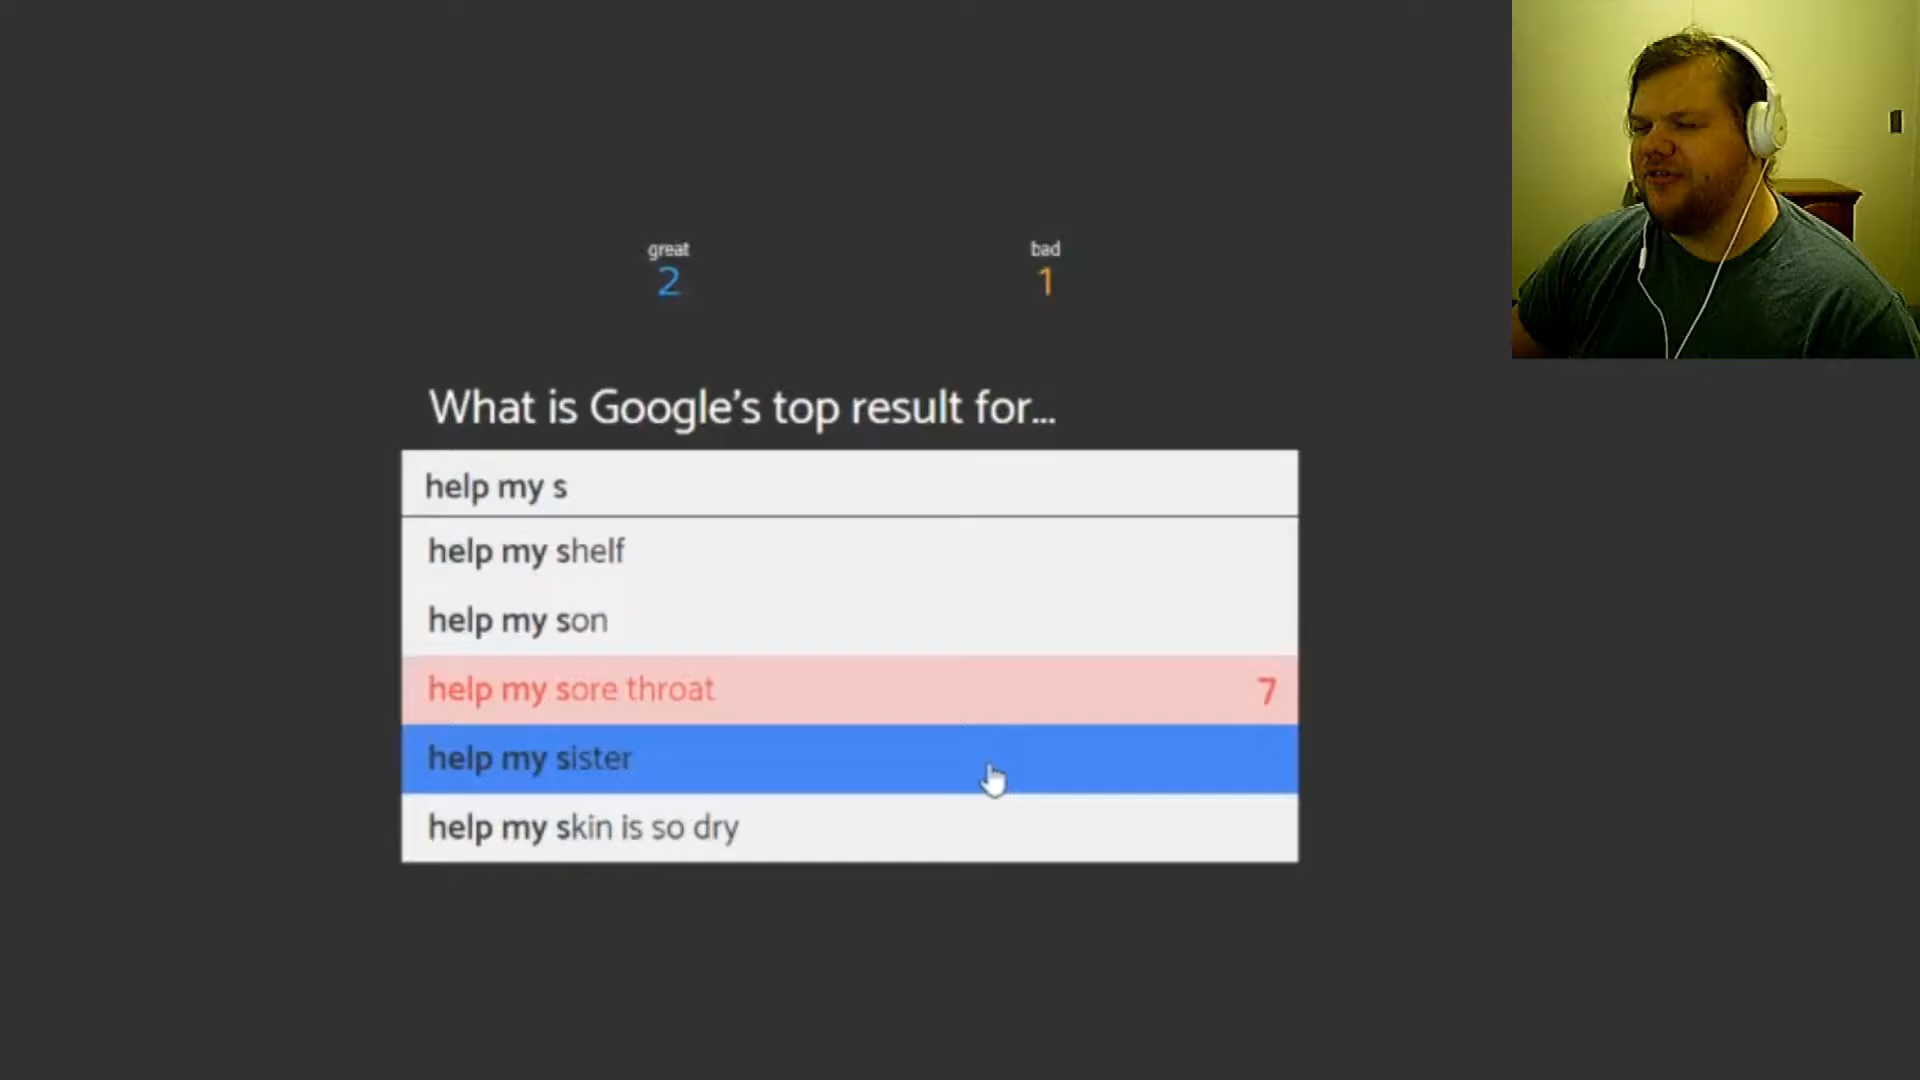 great
bad
2
1
What is Google's top result for...
help my s
help my shelf
help my son
help my sore throat 7
help my sister
help my skin is so dry